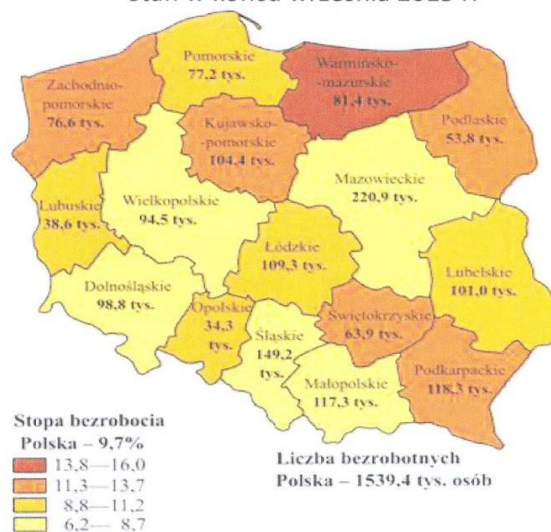 Pomorskie
77,2 tys.
Warmińsko-
-mazurskie
81,4 tys.
Zachodnio-
pomorskie
76,6 tys.
Podlaskie
53,8 tys.
Kujawsko-
-pomorskie
104,4 tys.
Mazowieckie
220,9 tys.
Lubuskie
38,6 tys.
Wielkopolskie
94,5 tys.
Łódzkie
109,3 tys.
Lubelskie
101,0 tys.
Dolnośląskie
98,8 tys.
Opolskie
34,3
tys.
Śląskie
149,2
tys.
Świętokrzyskie
63,9 tys.
Małopolskie
117,3 tys.
Podkarpackie
118,3 tys.
Stopa bezrobocia
Polska – 9,7%
13,8—16,0
11,3—13,7
8,8—11,2
6,2— 8,7
Liczba bezrobotnych
Polska – 1539,4 tys. osób